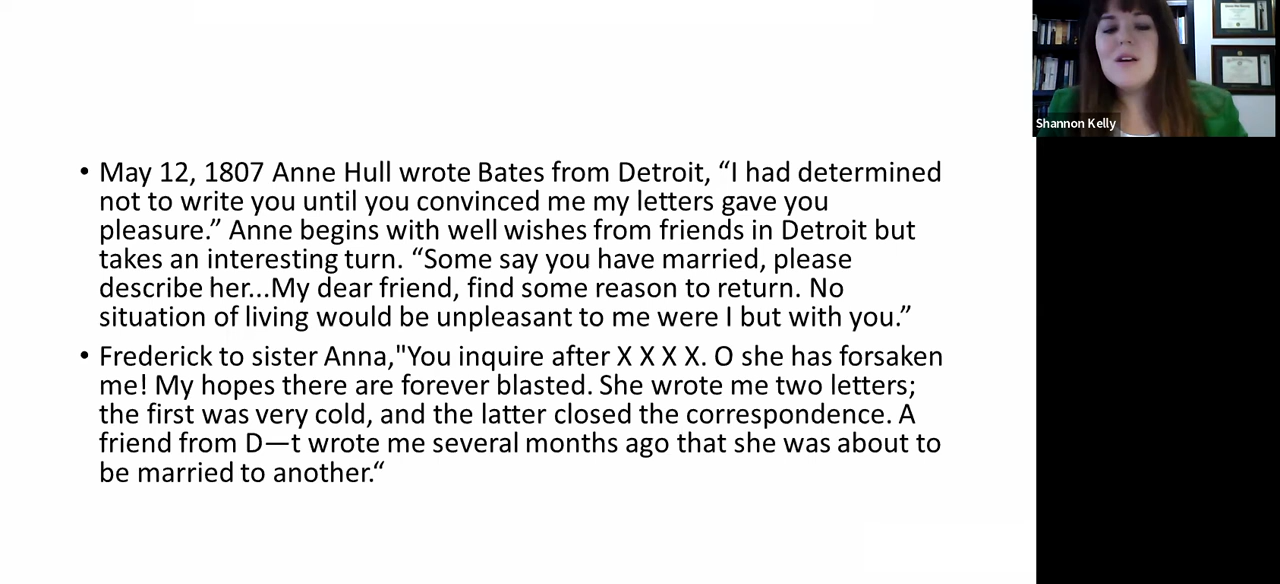 • May 12, 1807 Anne Hull wrote Bates from Detroit, “I had determined
not to write you until you convinced me my letters gave you
pleasure.” Anne begins with well wishes from friends in Detroit but
takes an interesting turn. “Some say you have married, please
describe her...My dear friend, find some reason to return. No
situation of living would be unpleasant to me were I but with you.”
• Frederick to sister Anna,"You inquire after X X X X. O she has forsaken
me! My hopes there are forever blasted. She wrote me two letters;
the first was very cold, and the latter closed the correspondence. A
friend from D—t wrote me several months ago that she was about to
be married to another.“
Shannon Kelly